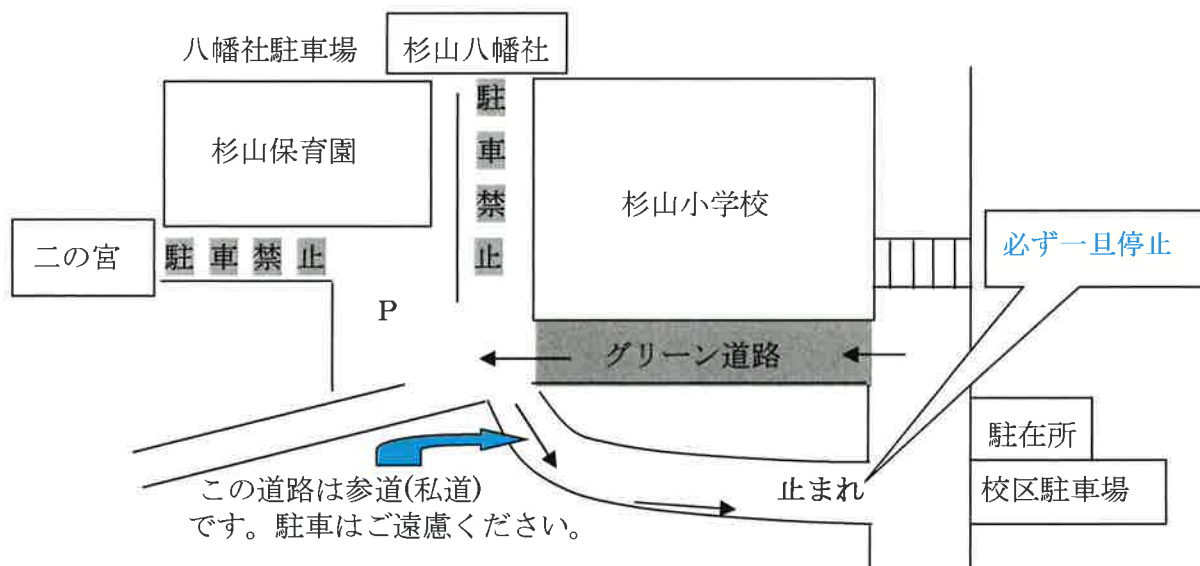 八幡社駐車場
杉山八幡社
駐車禁止
杉山保育園
杉山小学校
二の宮
駐車禁止
必ず一旦停止
P
グリーン道路
駐在所
この道路は参道(私道)
です。駐車はご遠慮ください。
止まれ
校区駐車場